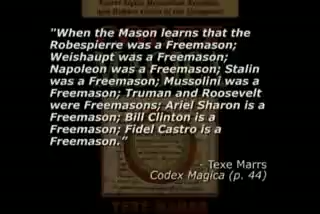 "When the Mason learns that the
Robespierre was a Freemason;
Weishaupt was a Freemason;
Napoleon was a Freemason; Stalin
was a Freemason; Mussolini was a
Freemason; Truman and Roosevelt
were Freemasons; Ariel Sharon is a
Freemason; Bill Clinton is a
Freemason; Fidel Castro is a
Freemason."
- Texe Marrs
Codex Magica (p. 44)
TEXE MARRS